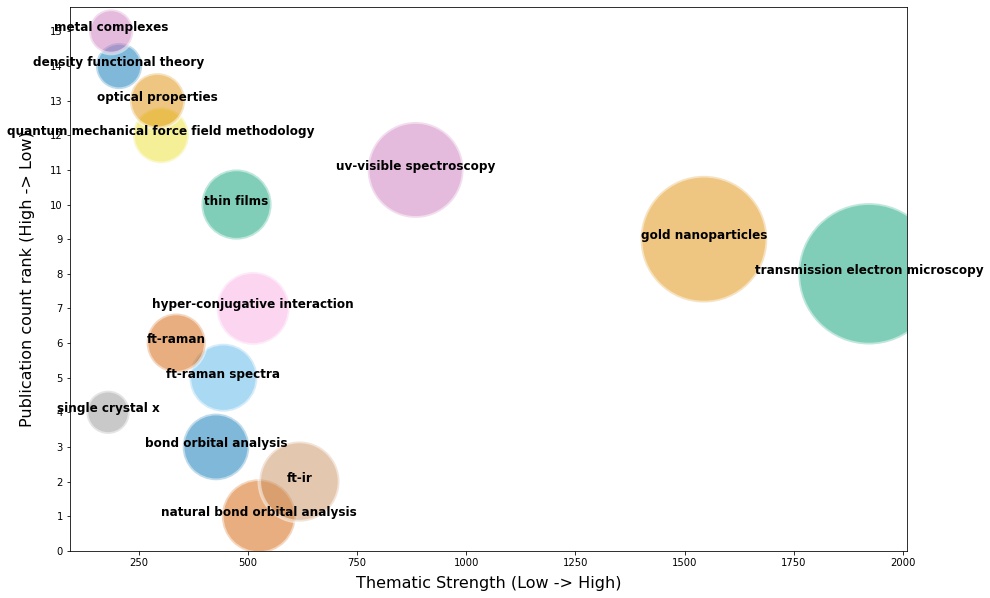 metal complexes
density functional theory
optical properties
quantum mechanical force field methodology
uv-visible spectroscopy
thin films
gold nanoparticles
transmission electron microscopy
hyper-conjugative interaction
ft-raman
ft-raman spectra
single crystal x
bond orbital analysis
ft-ir
natural bond orbital analysis
Publication count rank (High -> Low)
15
14
13
12
11
10
9
8
7
6
5
4
3
2
1
0
250
500
750
1000
1250
1500
1750
2000
Thematic Strength (Low -> High)